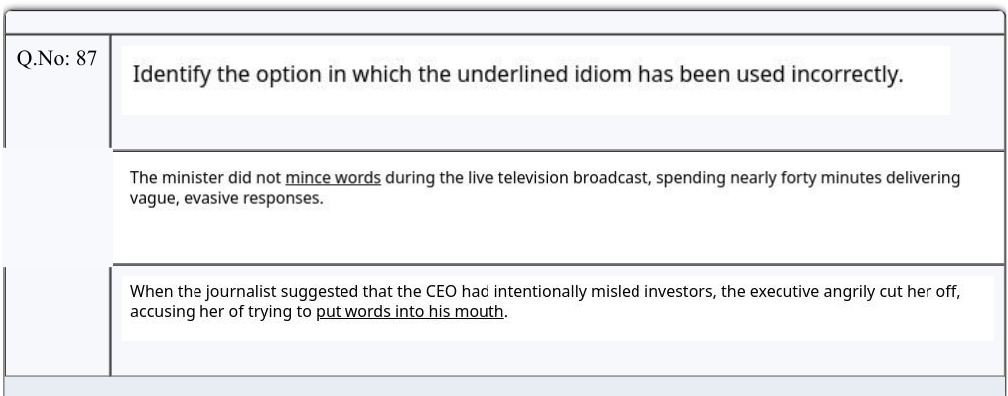 Q.No: 87
Identify the option in which the underlined idiom has been used incorrectly.
The minister did not mince words during the live television broadcast, spending nearly forty minutes delivering
vague, evasive responses.
When the journalist suggested that the CEO had intentionally misled investors, the executive angrily cut her off,
accusing her of trying to put words into his mouth.